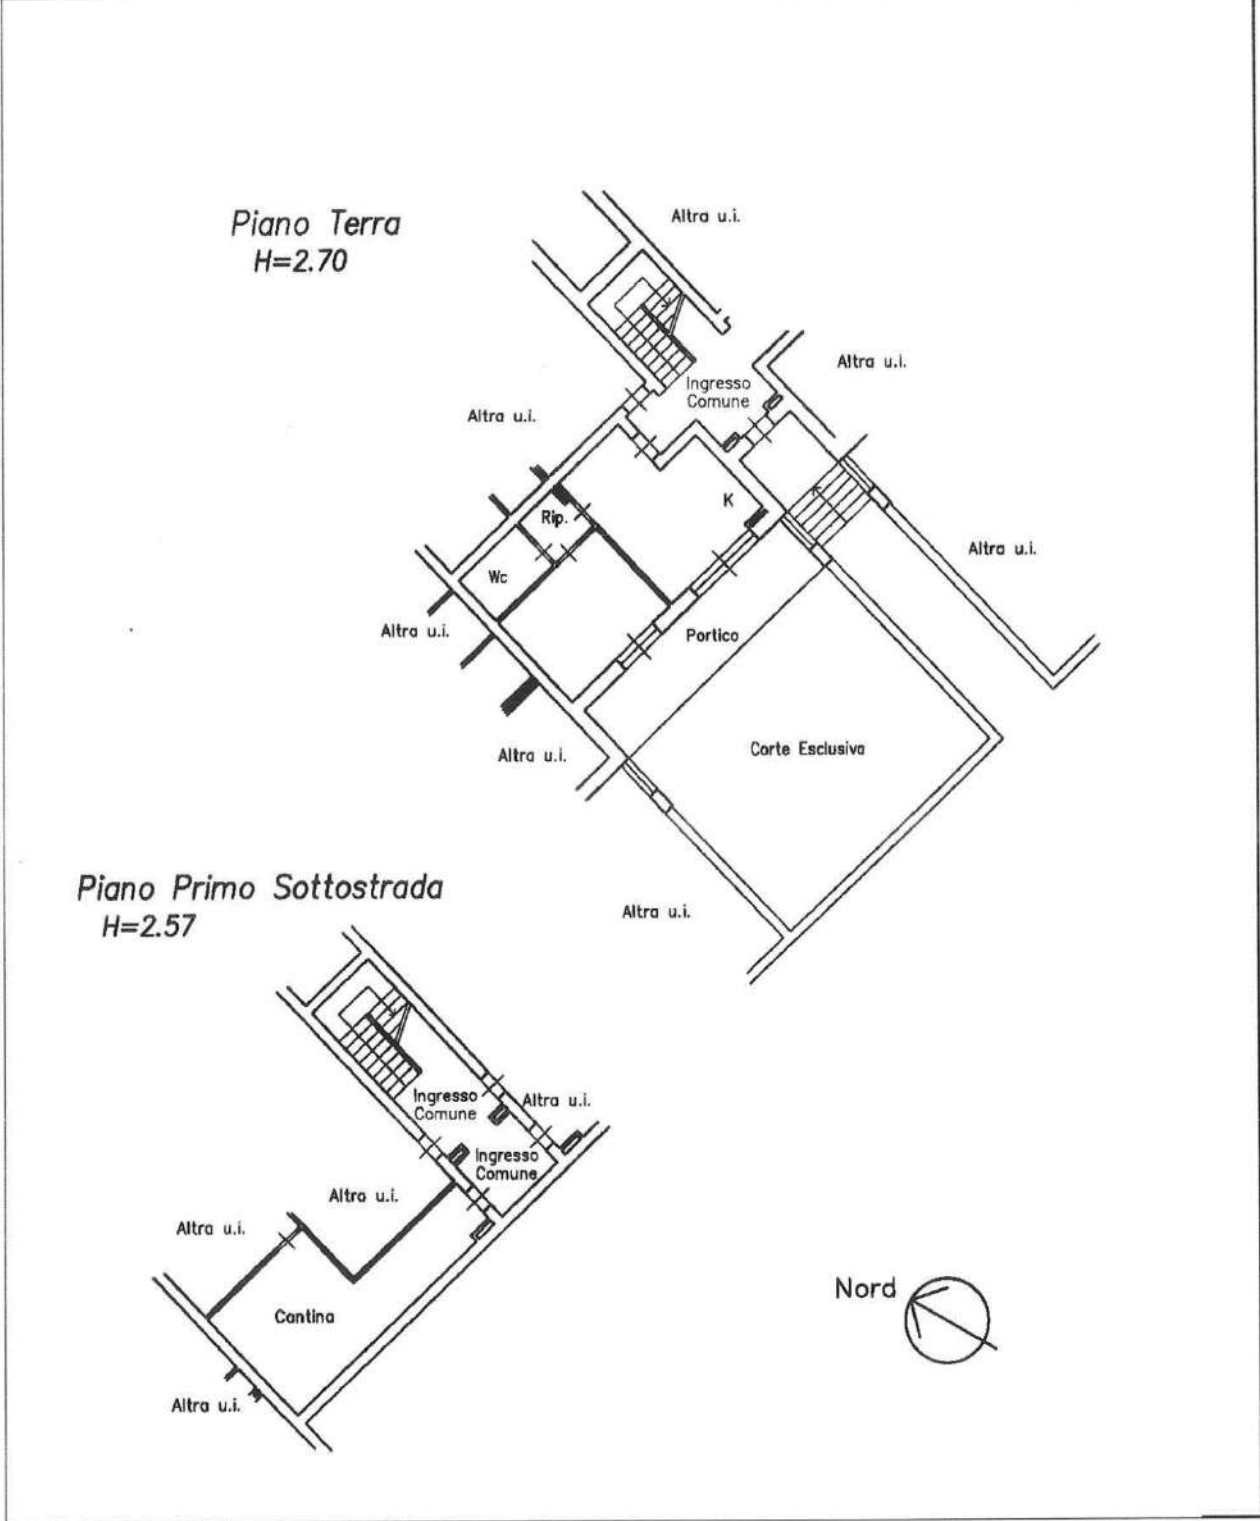 Altra u.i.
Piano Terra
H=2.70
Altra u.i.
Ingresso
Comune
Altra u.i.
K
Rip.
Altra u.i.
Wc
Altra u.i.
Portico
Corte Esclusiva
Altra u.i.
Piano Primo Sottostrada
H=2.57
Altra u.i.
Ingresso
Comune
Altra u.i.
Ingresso
Comune
Altra u.i.
Altra u.i.
Nord
Cantina
Altra u.i.